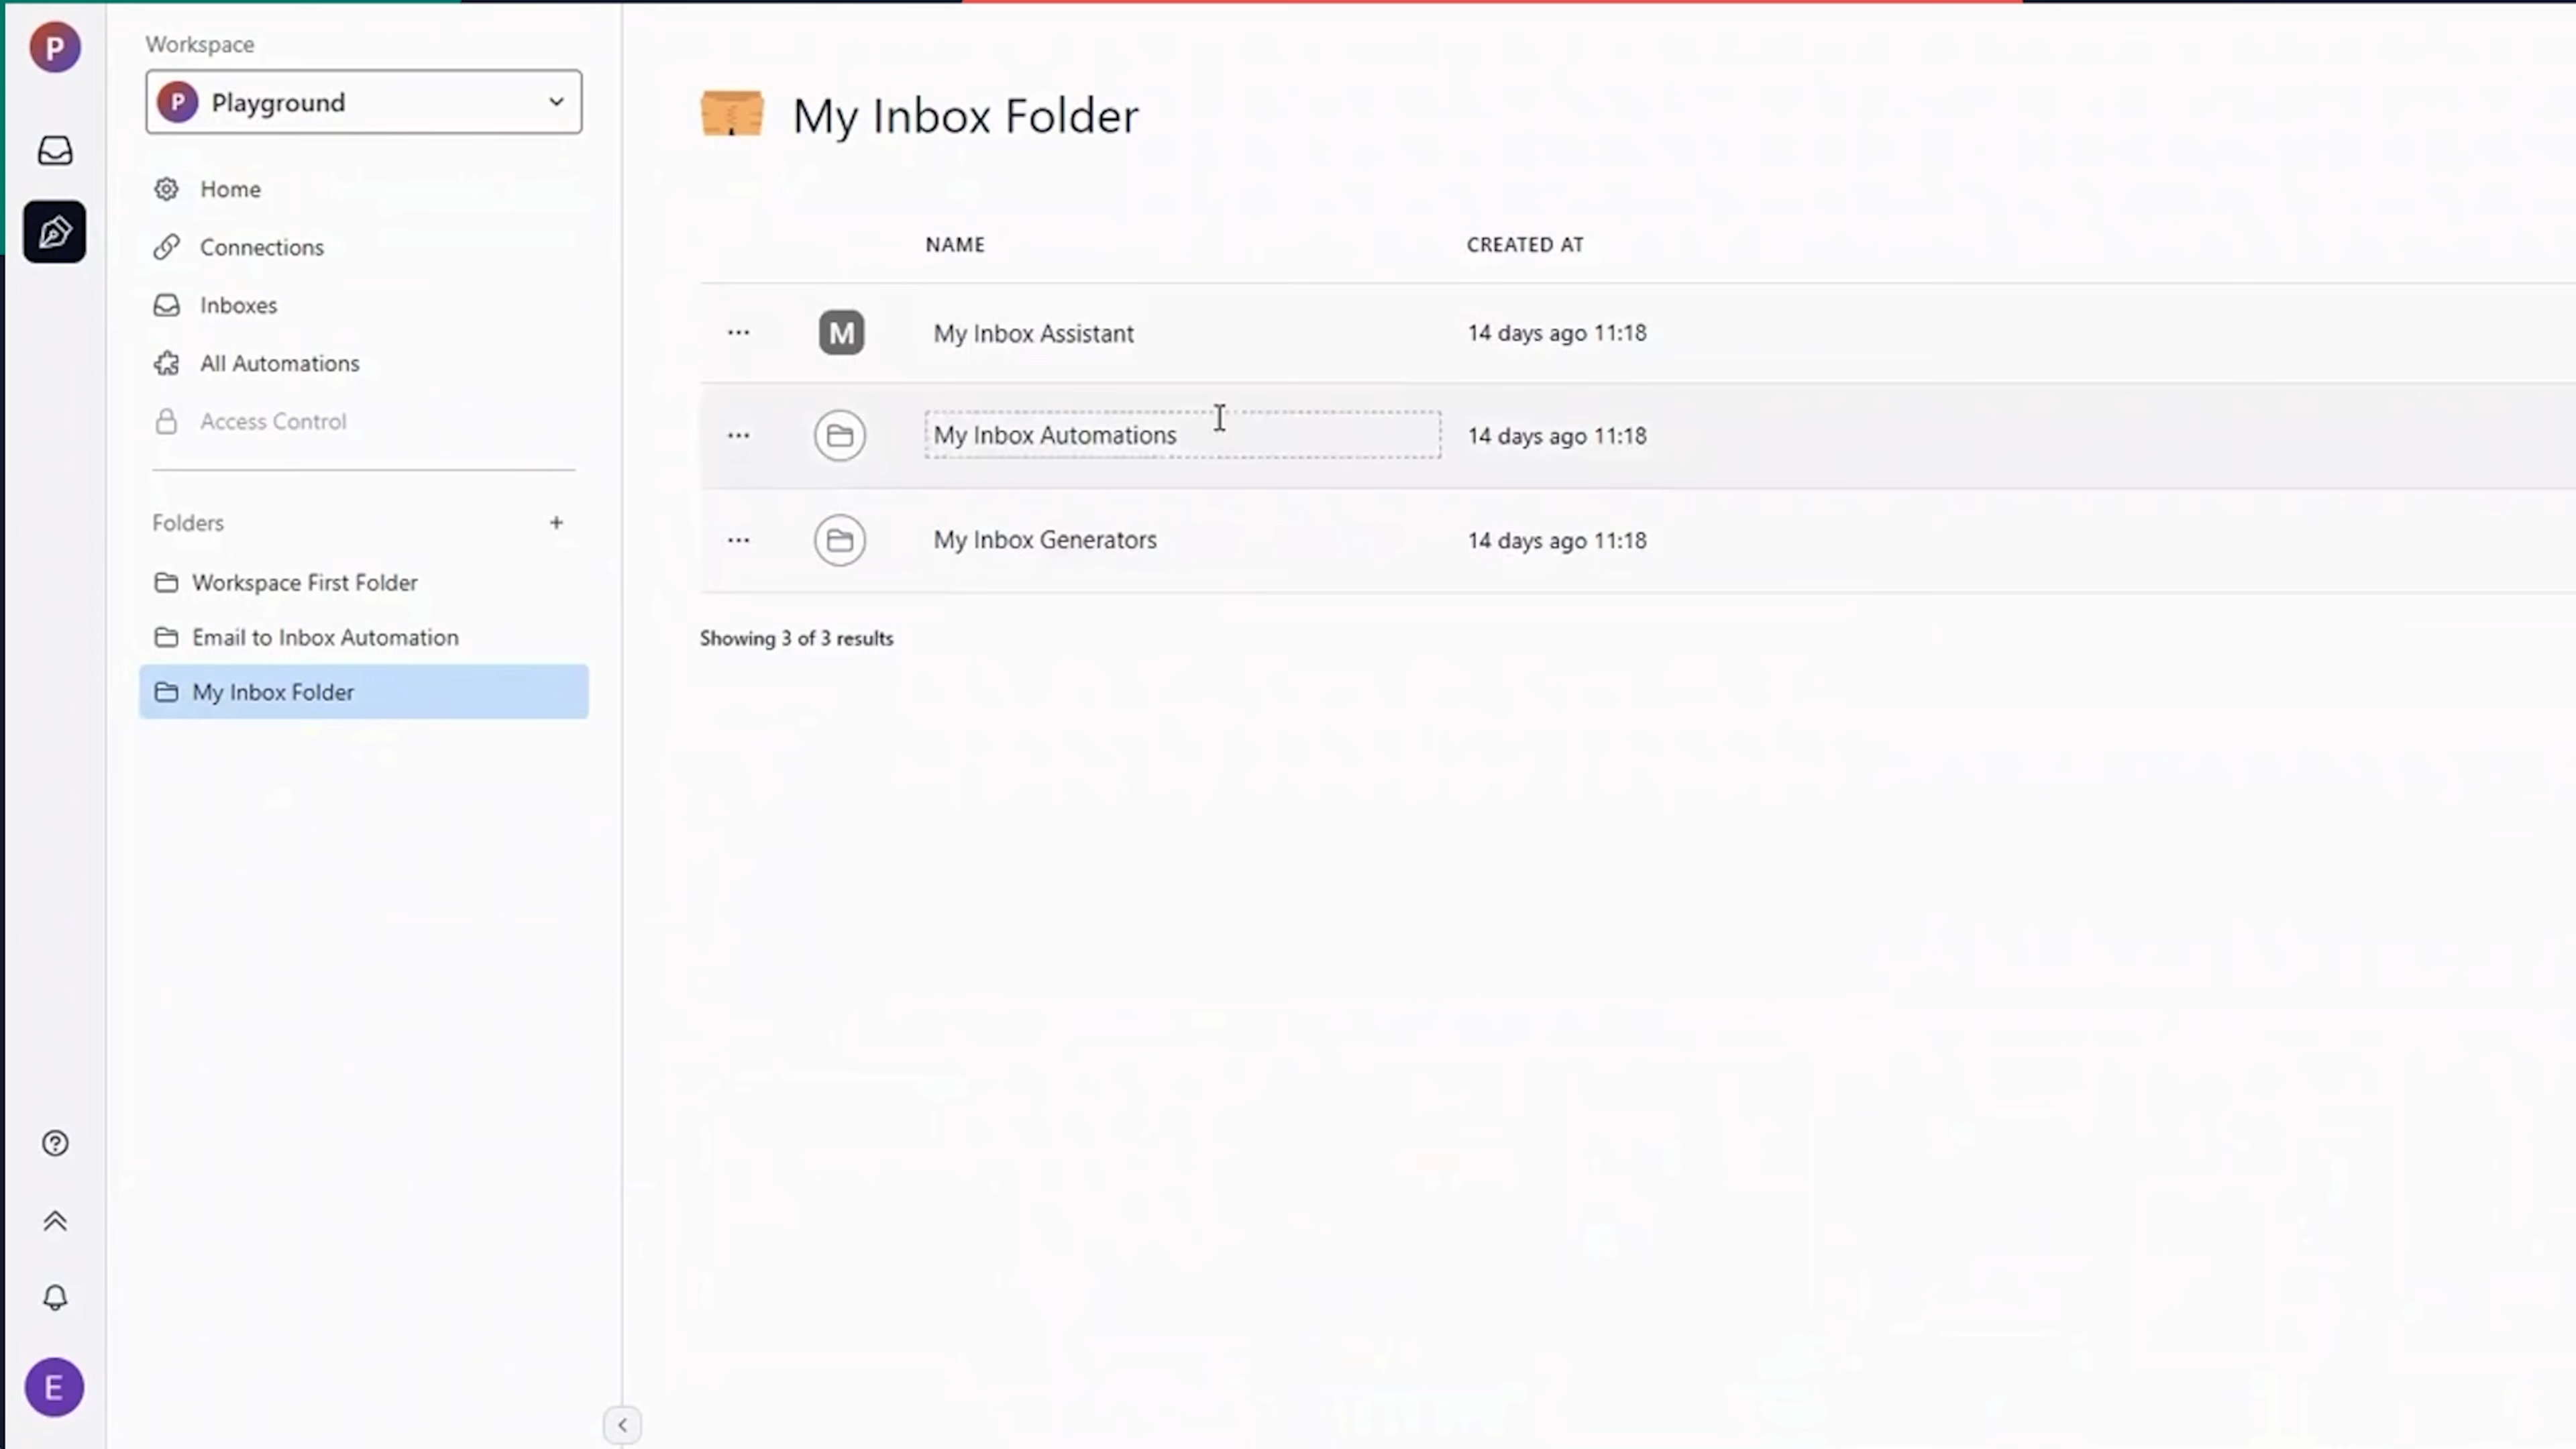 P
Workspace
P Playground
Home
Connections
Inboxes
All Automations
Access Control
Folders
+
Workspace First Folder
Email to Inbox Automation
My Inbox Folder
E
My Inbox Folder
NAME CREATED AT
M My Inbox Assistant 14 days ago 11:18
My Inbox Automations 14 days ago 11:18
My Inbox Generators 14 days ago 11:18
Showing 3 of 3 results